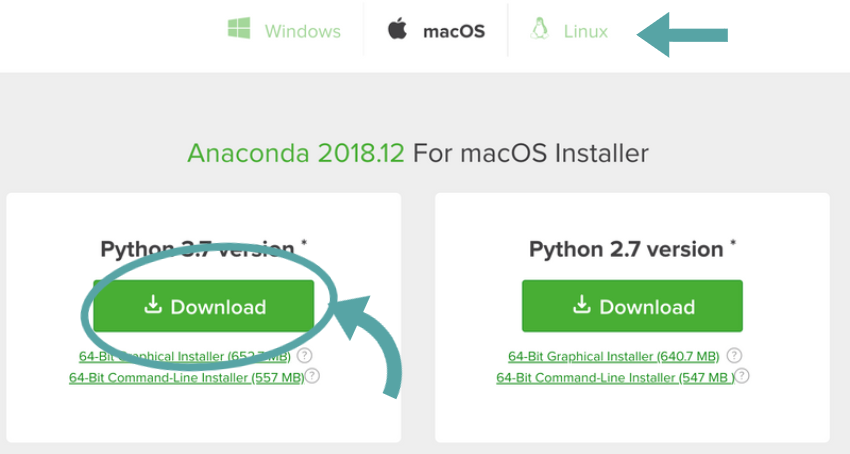 Windows macOS Linux
Anaconda 2018.12 For macOS Installer
Python 3.7 version *
Download
64-Bit Graphical Installer (652.7 MB) ?
64-Bit Command-Line Installer (557 MB) ?
Python 2.7 version *
Download
64-Bit Graphical Installer (640.7 MB) ?
64-Bit Command-Line Installer (547 MB ) ?